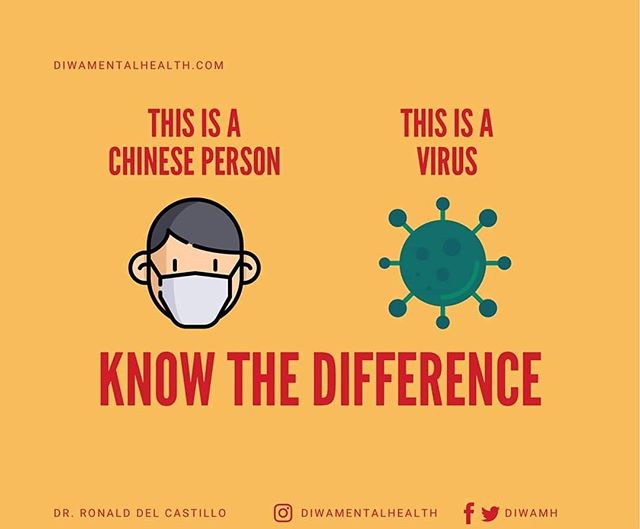 DIWAMENTALHEALTH.COM
THIS IS A
CHINESE PERSON
THIS IS A
VIRUS
KNOW THE DIFFERENCE
DR. RONALD DEL CASTILLO
DIWAMENTALHEALTH
DIWAMH